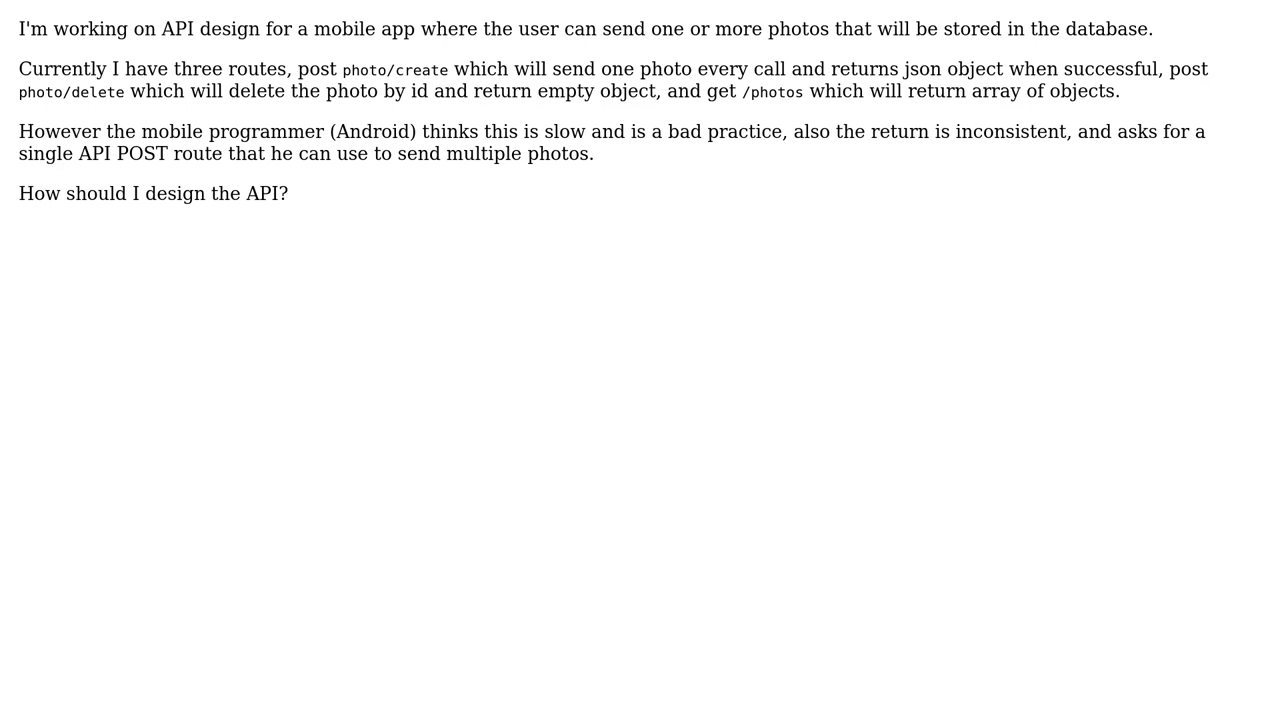 I'm working on API design for a mobile app where the user can send one or more photos that will be stored in the database.
Currently I have three routes, post photo/create which will send one photo every call and returns json object when successful, post
photo/delete which will delete the photo by id and return empty object, and get /photos which will return array of objects.
However the mobile programmer (Android) thinks this is slow and is a bad practice, also the return is inconsistent, and asks for a
single API POST route that he can use to send multiple photos.
How should I design the API?